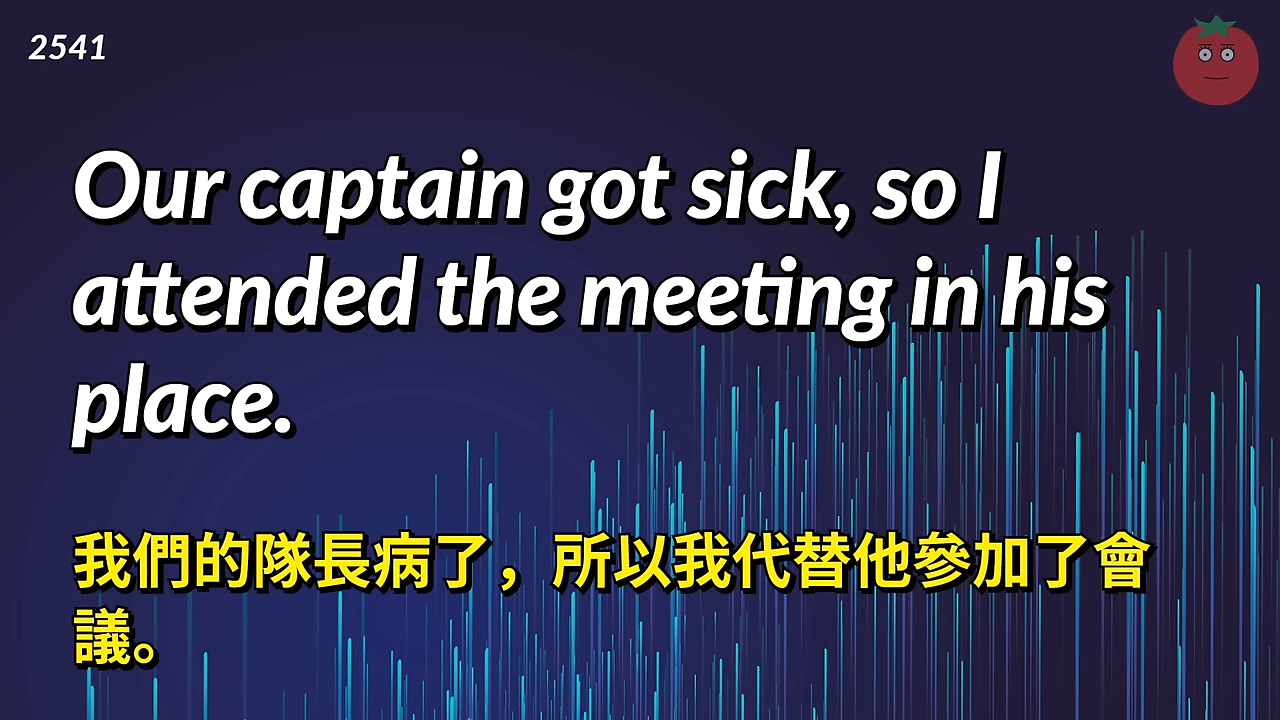 2541
Our captain got sick, so I
attended the meeting in his
place.
我們的隊長病了，所以我代替他參加了會
議。